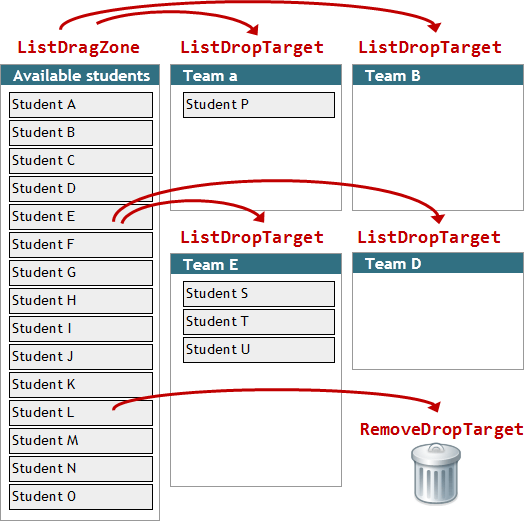 ListDragZone
ListDropTarget
ListDropTarget
Available students
Team a
Team B
Student A
Student B
Student C
Student D
Student E
Student F
Student G
Student H
Student I
Student J
Student K
Student L
Student M
Student N
Student O
Student P
ListDropTarget
ListDropTarget
Team E
Team D
Student S
Student T
Student U
RemoveDropTarget